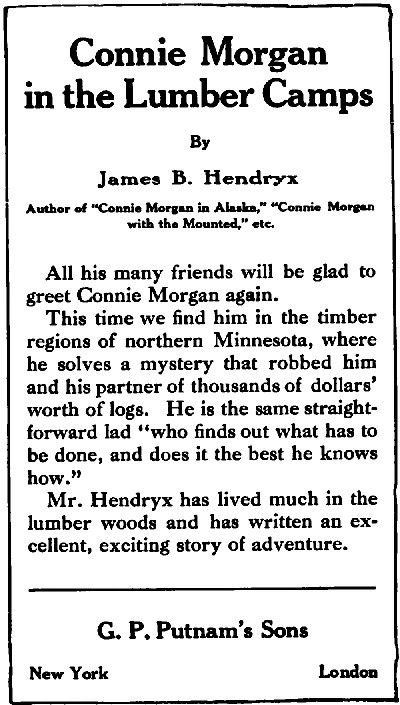 Connie Morgan
in the Lumber Camps
By
James B. Hendryx
Author of "Connie Morgan in Alaska," "Connie Morgan
with the Mounted," etc.
All his many friends will be glad to
greet Connie Morgan again.
This time we find him in the timber
regions of northern Minnesota, where
he solves a mystery that robbed him
and his partner of thousands of dollars'
worth of logs. He is the same straight-
forward lad "who finds out what has to
be done, and does it the best he knows
how."
Mr. Hendryx has lived much in the
lumber woods and has written an ex-
cellent, exciting story of adventure.
G. P. Putnam's Sons
New York London